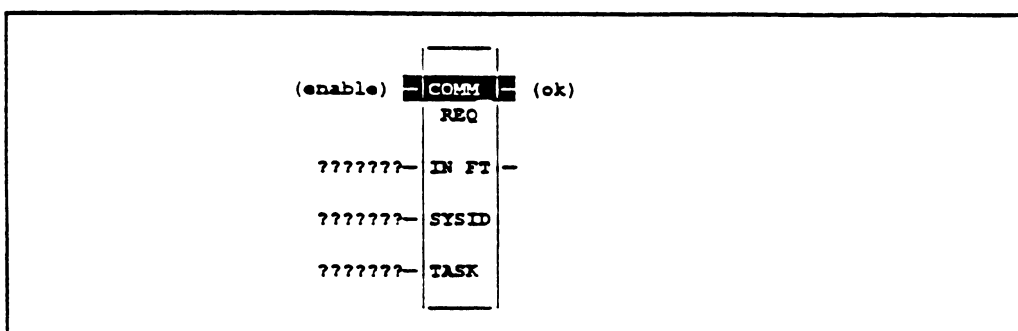 (enable) COMM (ok)
REQ
??????? IN FT
??????? SYSID
??????? TASK